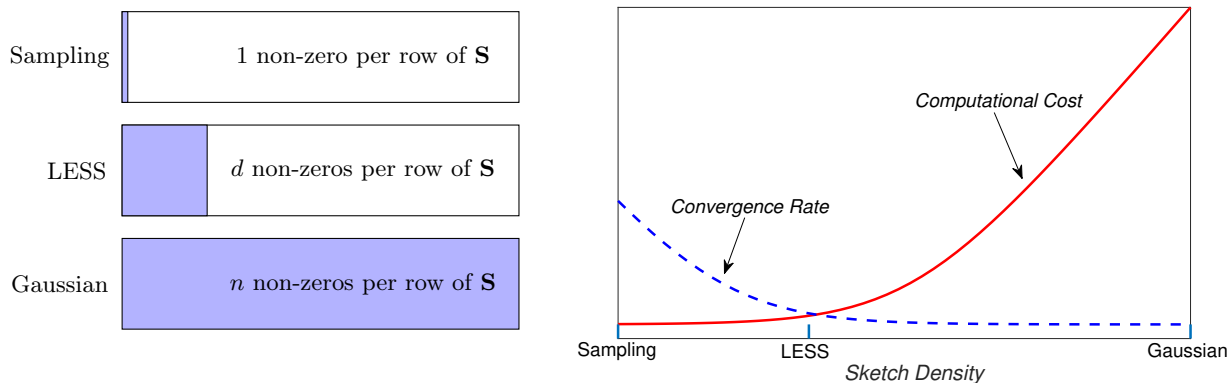 Sampling
1 non-zero per row of S
LESS
d non-zeros per row of S
Gaussian
n non-zeros per row of S
Computational Cost
Convergence Rate
Sampling
LESS
Gaussian
Sketch Density